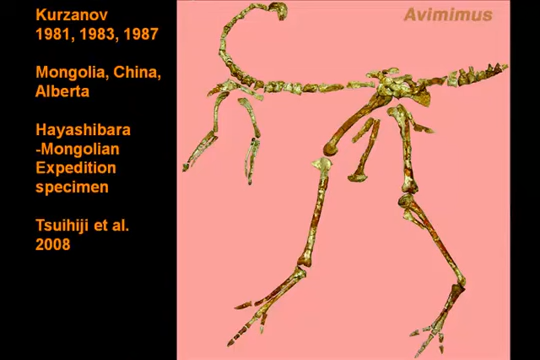 Kurzanov
1981, 1983, 1987
Mongolia, China,
Alberta
Hayashibara
-Mongolian
Expedition
specimen
Tsuihiji et al.
2008
Avimimus